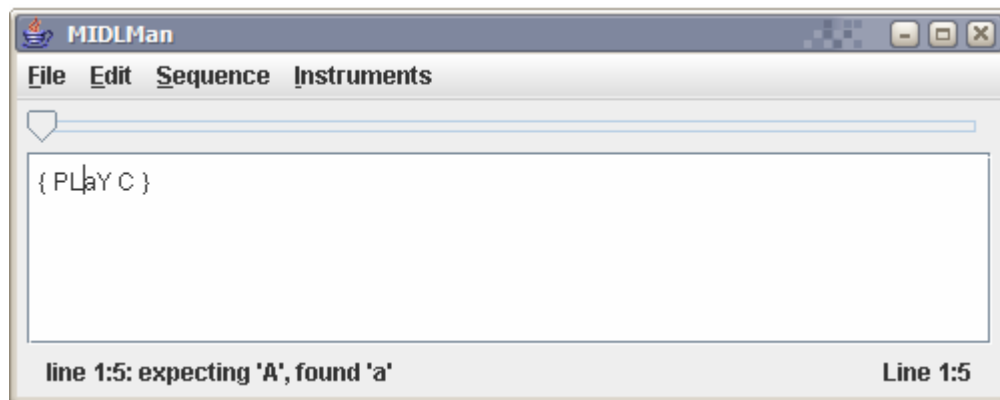 MIDLMan
File Edit Sequence Instruments
{ PLaY C }
line 1:5: expecting 'A', found 'a' Line 1:5